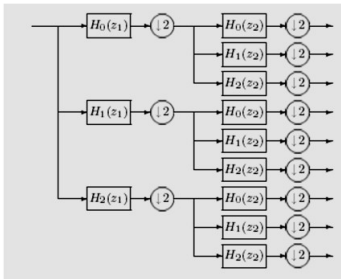 H₀(z₁) ↓2 H₀(z₂) ↓2
H₁(z₂) ↓2
H₂(z₂) ↓2
H₁(z₁) ↓2 H₀(z₂) ↓2
H₁(z₂) ↓2
H₂(z₂) ↓2
H₂(z₁) ↓2 H₀(z₂) ↓2
H₁(z₂) ↓2
H₂(z₂) ↓2